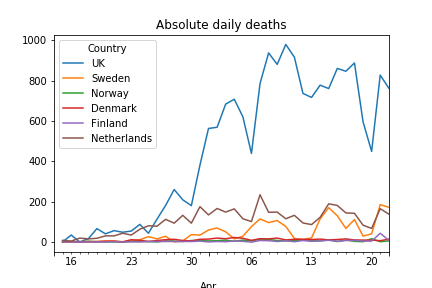 Absolute daily deaths
1000
800
600
400
200
0
Country
UK
Sweden
Norway
Denmark
Finland
Netherlands
16 23 30 06 13 20
Apr